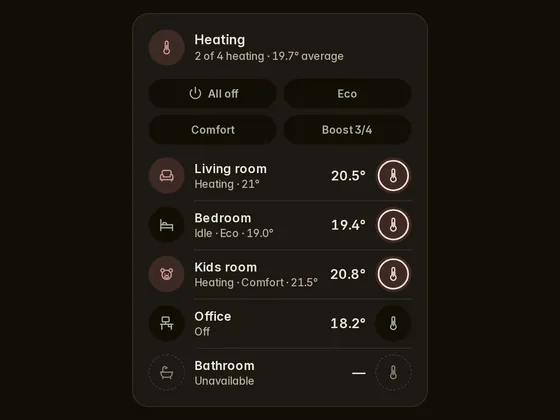 Heating
2 of 4 heating · 19.7° average
All off
Eco
Comfort
Boost 3/4
Living room
Heating · 21°
20.5°
Bedroom
Idle · Eco · 19.0°
19.4°
Kids room
Heating · Comfort · 21.5°
20.8°
Office
Off
18.2°
Bathroom
Unavailable
—